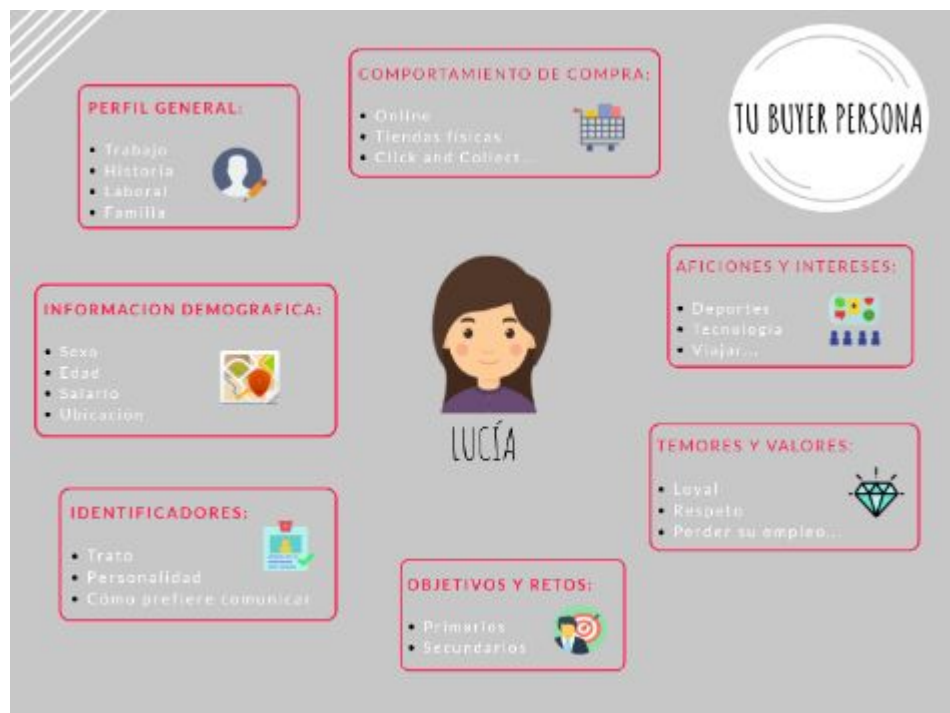 TU BUYER PERSONA
COMPORTAMIENTO DE COMPRA:
• Online
• Tiendas físicas
• Click and Collect...
PERFIL GENERAL:
• Trabajo
• Historia
• Laboral
• Familia
AFICIONES Y INTERESES:
• Deportes
• Tecnología
• Viajar...
INFORMACION DEMOGRAFICA:
• Sexo
• Edad
• Salario
• Ubicación
LUCÍA
TEMORES Y VALORES:
• Loyal
• Respeto
• Perder su empleo...
IDENTIFICADORES:
• Trato
• Personalidad
• Cómo prefiere comunicar
OBJETIVOS Y RETOS:
• Primarios
• Secundarios